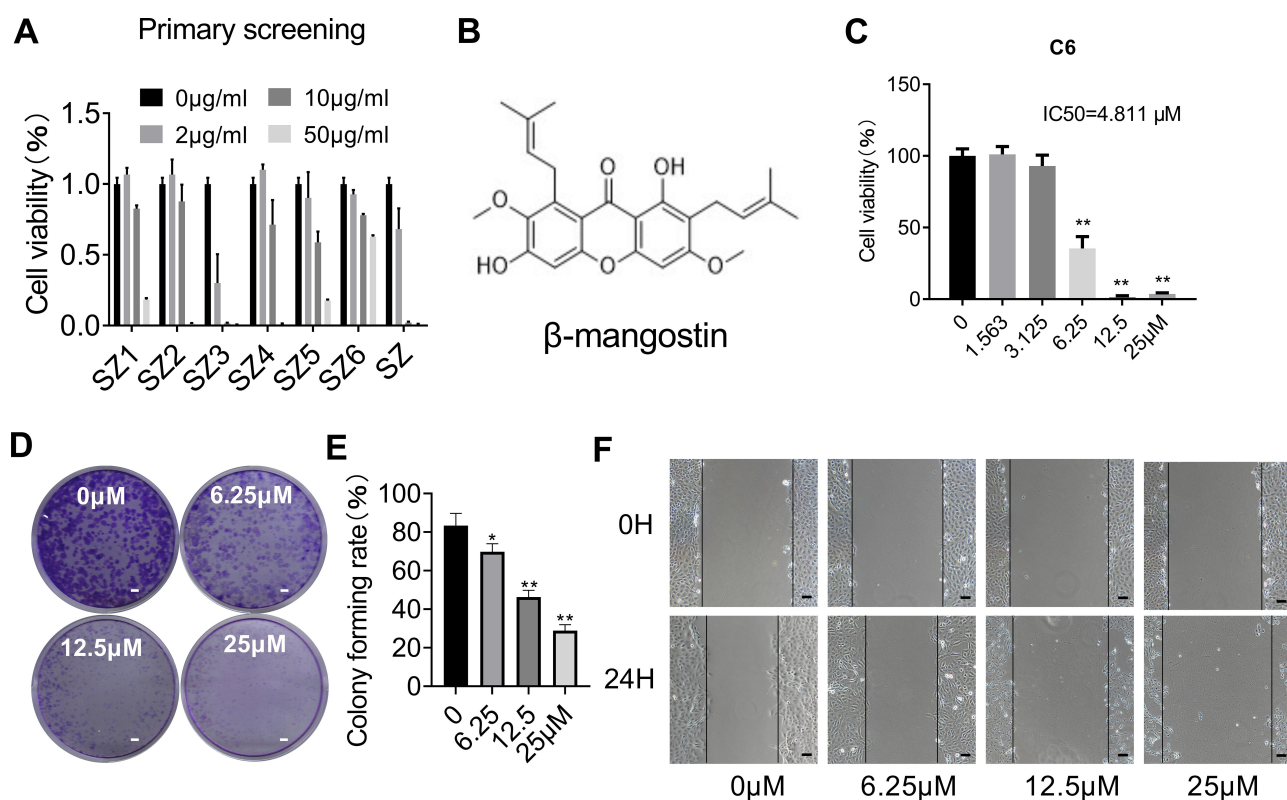 A
Primary screening
0µg/ml
10µg/ml
2µg/ml
50µg/ml
Cell viability(%)
1.5
1.0
0.5
0.0
SZ1
SZ2
SZ3
SZ4
SZ5
SZ6
SZ
B
O
OH
O
HO
O
O
β-mangostin
C
C6
IC50=4.811 µM
Cell viability(%)
150
100
50
0
**
**
**
0
1.563
3.125
6.25
12.5
25µM
D
0µM
6.25µM
12.5µM
25µM
E
Colony forming rate(%)
100
80
60
40
20
0
*
**
**
0
6.25
12.5
25µM
F
0H
24H
0µM
6.25µM
12.5µM
25µM